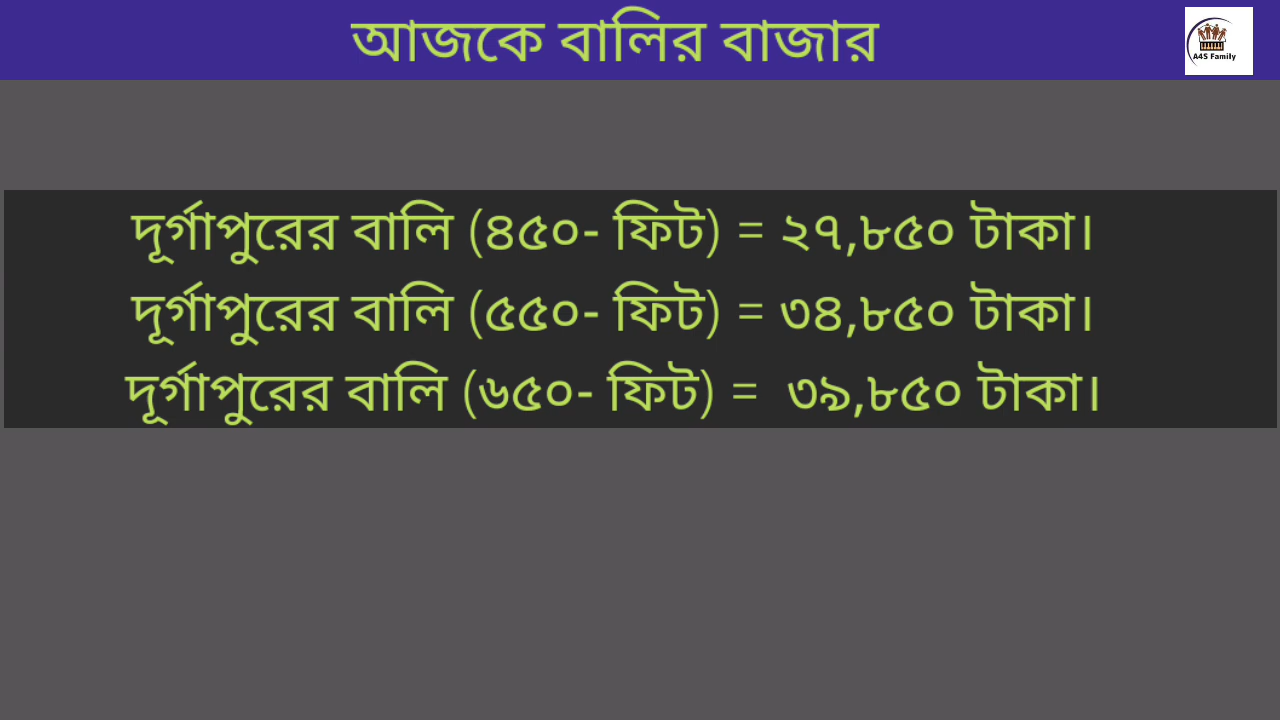 আজকে বালির বাজার
A4S Family
দূর্গাপুরের বালি (৪৫০- ফিট) = ২৭,৮৫০ টাকা।
দূর্গাপুরের বালি (৫৫০- ফিট) = ৩৪,৮৫০ টাকা।
দূর্গাপুরের বালি (৬৫০- ফিট) = ৩৯,৮৫০ টাকা।